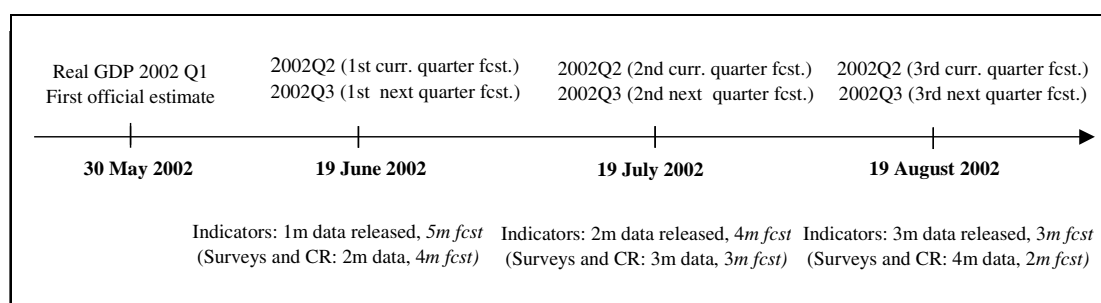 Real GDP 2002 Q1
First official estimate
2002Q2 (1st curr. quarter fcst.)
2002Q3 (1st next quarter fcst.)
2002Q2 (2nd curr. quarter fcst.)
2002Q3 (2nd next quarter fcst.)
2002Q2 (3rd curr. quarter fcst.)
2002Q3 (3rd next quarter fcst.)
30 May 2002
19 June 2002
19 July 2002
19 August 2002
Indicators: 1m data released, 5m fcst
(Surveys and CR: 2m data, 4m fcst)
Indicators: 2m data released, 4m fcst
(Surveys and CR: 3m data, 3m fcst)
Indicators: 3m data released, 3m fcst
(Surveys and CR: 4m data, 2m fcst)